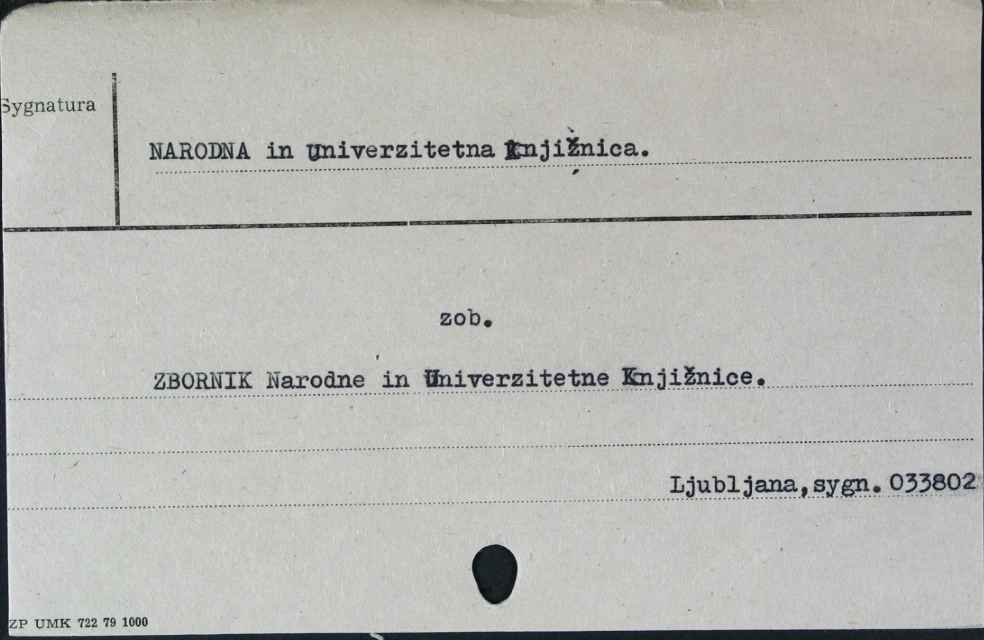 Sygnatura
NARODNA in Univerzitetna Knjižnica.
zob.
ZBORNIK Narodne in Univerzitetne Knjižnice.
Ljubljana,sygn. 033802
ZP UMK 722 79 1000